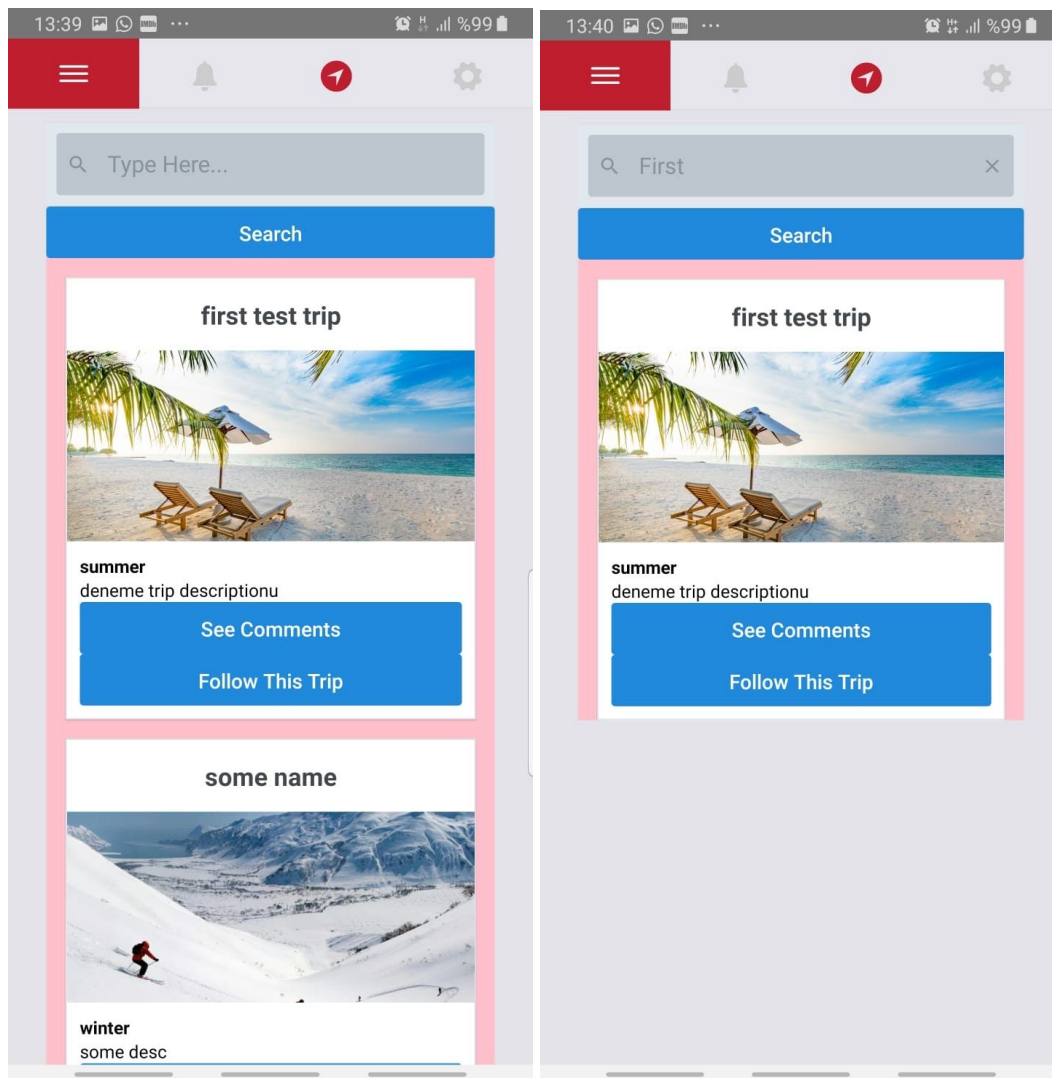 13:39 IMDb ... H %99
Type Here...
Search
first test trip
summer
deneme trip descriptionu
See Comments
Follow This Trip
some name
winter
some desc
13:40 IMDb ... H+ %99
First
Search
first test trip
summer
deneme trip descriptionu
See Comments
Follow This Trip